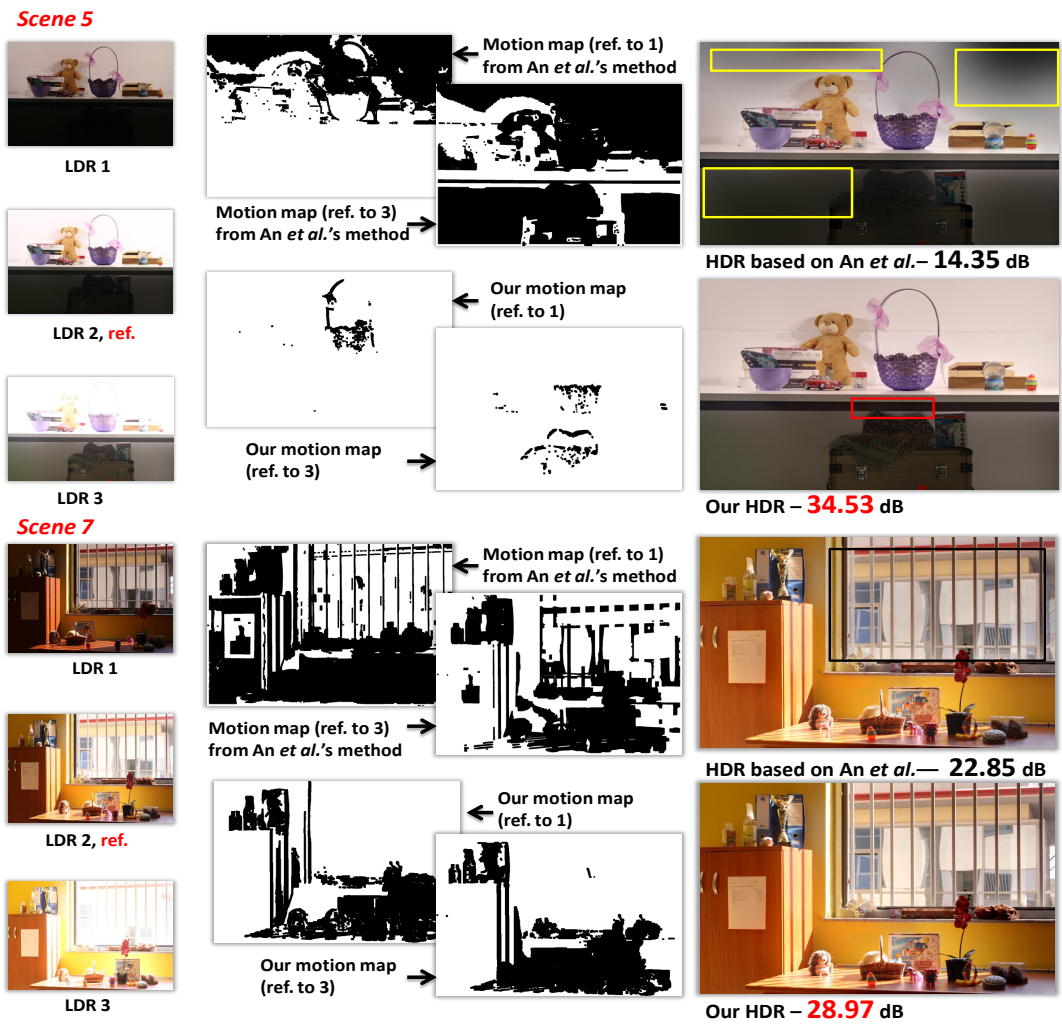 Scene 5
LDR 1
LDR 2, ref.
LDR 3
Motion map (ref. to 1)
from An et al.'s method
Motion map (ref. to 3)
from An et al.'s method
Our motion map
(ref. to 1)
Our motion map
(ref. to 3)
HDR based on An et al.– 14.35 dB
Our HDR – 34.53 dB
Scene 7
LDR 1
LDR 2, ref.
LDR 3
Motion map (ref. to 1)
from An et al.'s method
Motion map (ref. to 3)
from An et al.'s method
Our motion map
(ref. to 1)
Our motion map
(ref. to 3)
HDR based on An et al.— 22.85 dB
Our HDR – 28.97 dB